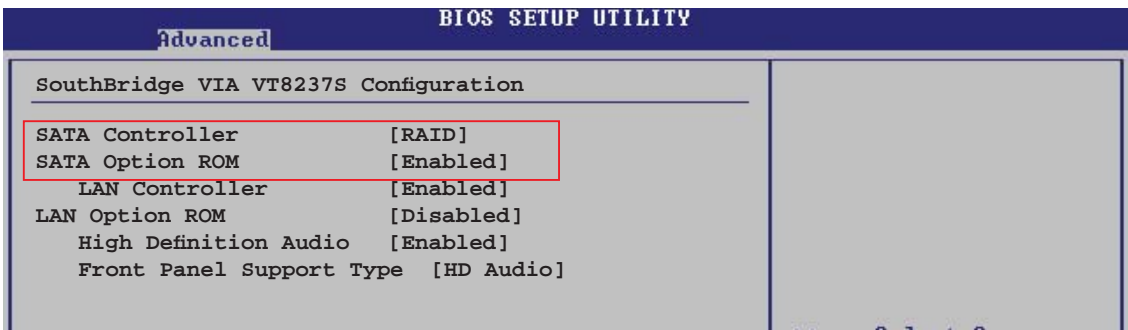 BIOS SETUP UTILITY
Advanced
SouthBridge VIA VT8237S Configuration
SATA Controller [RAID]
SATA Option ROM [Enabled]
LAN Controller [Enabled]
LAN Option ROM [Disabled]
High Definition Audio [Enabled]
Front Panel Support Type [HD Audio]